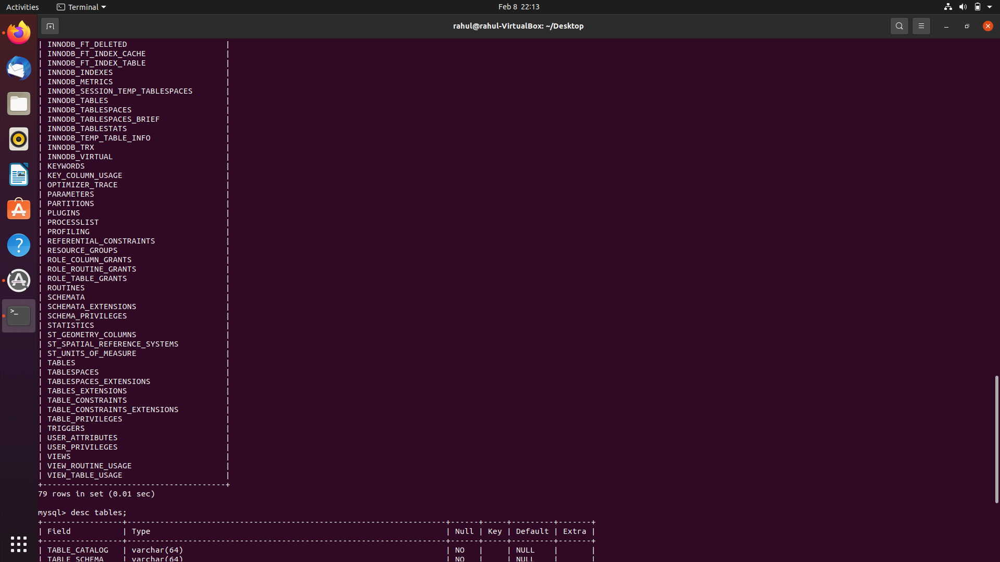 Activities
Terminal
Feb 8 22:13
rahul@rahul-VirtualBox: ~/Desktop
| INNODB_FT_DELETED                     |
| INNODB_FT_INDEX_CACHE                 |
| INNODB_FT_INDEX_TABLE                 |
| INNODB_INDEXES                        |
| INNODB_METRICS                        |
| INNODB_SESSION_TEMP_TABLESPACES       |
| INNODB_TABLES                         |
| INNODB_TABLESPACES                    |
| INNODB_TABLESPACES_BRIEF              |
| INNODB_TABLESTATS                     |
| INNODB_TEMP_TABLE_INFO                |
| INNODB_TRX                            |
| INNODB_VIRTUAL                        |
| KEYWORDS                              |
| KEY_COLUMN_USAGE                      |
| OPTIMIZER_TRACE                       |
| PARAMETERS                            |
| PARTITIONS                            |
| PLUGINS                               |
| PROCESSLIST                           |
| PROFILING                             |
| REFERENTIAL_CONSTRAINTS               |
| RESOURCE_GROUPS                       |
| ROLE_COLUMN_GRANTS                    |
| ROLE_ROUTINE_GRANTS                   |
| ROLE_TABLE_GRANTS                     |
| ROUTINES                              |
| SCHEMATA                              |
| SCHEMATA_EXTENSIONS                   |
| SCHEMA_PRIVILEGES                     |
| STATISTICS                            |
| ST_GEOMETRY_COLUMNS                   |
| ST_SPATIAL_REFERENCE_SYSTEMS          |
| ST_UNITS_OF_MEASURE                   |
| TABLES                                |
| TABLESPACES                           |
| TABLESPACES_EXTENSIONS                |
| TABLES_EXTENSIONS                     |
| TABLE_CONSTRAINTS                     |
| TABLE_CONSTRAINTS_EXTENSIONS          |
| TABLE_PRIVILEGES                      |
| TRIGGERS                              |
| USER_ATTRIBUTES                       |
| USER_PRIVILEGES                       |
| VIEWS                                 |
| VIEW_ROUTINE_USAGE                    |
| VIEW_TABLE_USAGE                      |
+---------------------------------------+
79 rows in set (0.01 sec)
mysql> desc tables;
+-----------------+--------------------------------------------------------------------+------+-----+---------+-------+
| Field           | Type                                                               | Null | Key | Default | Extra |
+-----------------+--------------------------------------------------------------------+------+-----+---------+-------+
| TABLE_CATALOG   | varchar(64)                                                        | NO   |     | NULL    |       |
| TABLE_SCHEMA    | varchar(64)                                                        | NO   |     | NULL    |       |